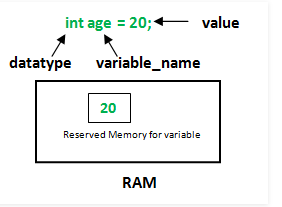 int age = 20; value
datatype variable_name
20
Reserved Memory for variable
RAM